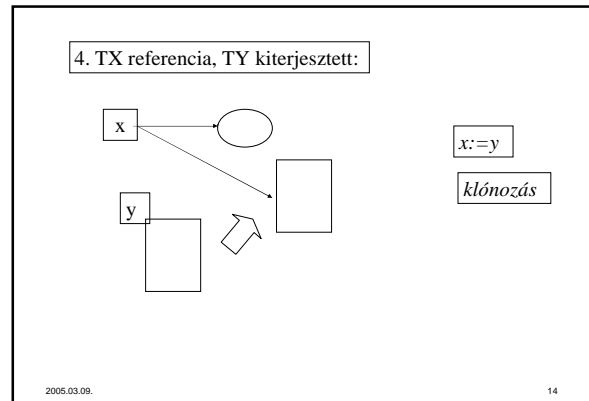 4. TX referencia, TY kiterjesztett:
x
x:=y
klónozás
y
2005.03.09.
14